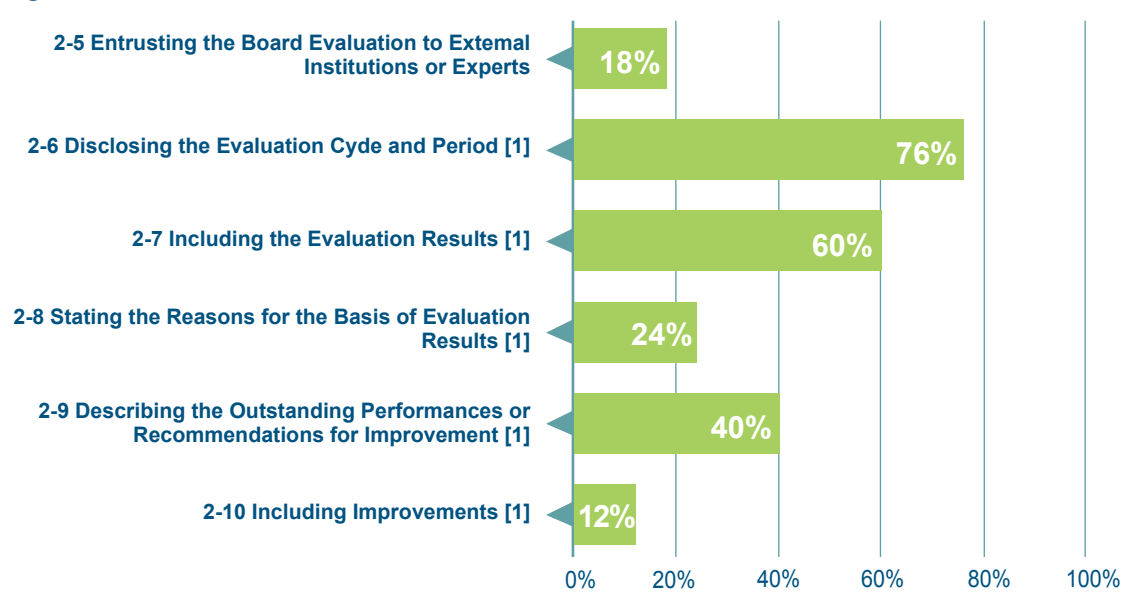 2-5 Entrusting the Board Evaluation to Extemal
Institutions or Experts
18%
2-6 Disclosing the Evaluation Cyde and Period [1]
76%
2-7 Including the Evaluation Results [1]
60%
2-8 Stating the Reasons for the Basis of Evaluation
Results [1]
24%
2-9 Describing the Outstanding Performances or
Recommendations for Improvement [1]
40%
2-10 Including Improvements [1]
12%
0% 20% 40% 60% 80% 100%